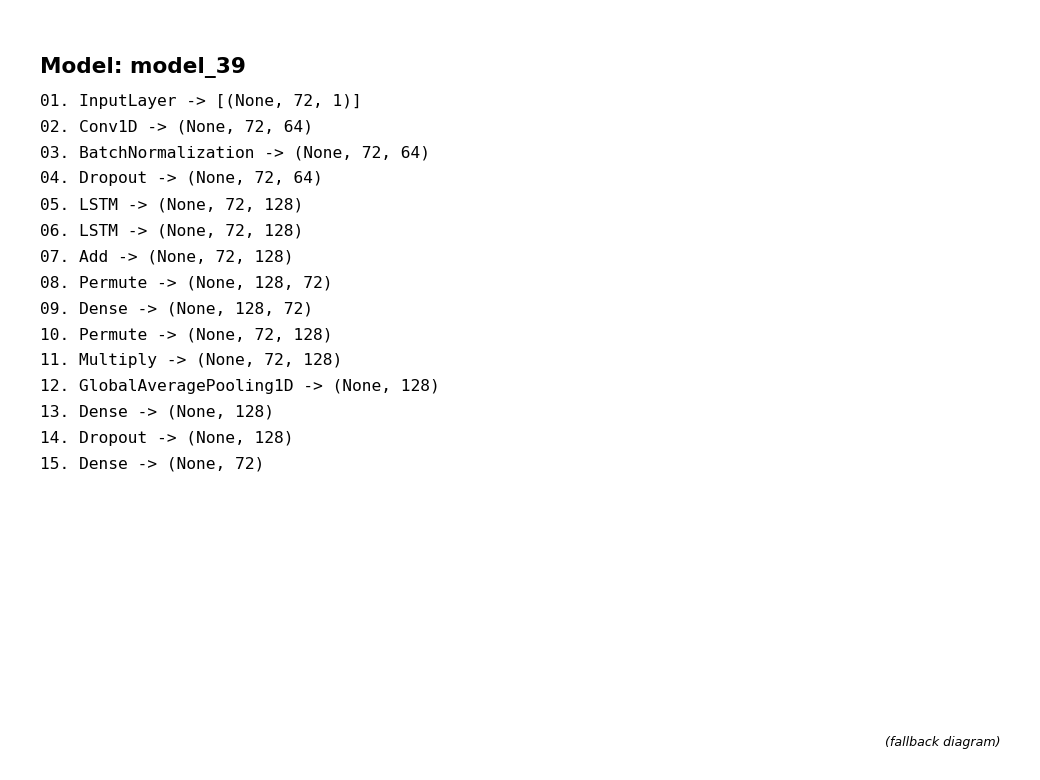 Model: model_39
01. InputLayer -> [(None, 72, 1)]
02. Conv1D -> (None, 72, 64)
03. BatchNormalization -> (None, 72, 64)
04. Dropout -> (None, 72, 64)
05. LSTM -> (None, 72, 128)
06. LSTM -> (None, 72, 128)
07. Add -> (None, 72, 128)
08. Permute -> (None, 128, 72)
09. Dense -> (None, 128, 72)
10. Permute -> (None, 72, 128)
11. Multiply -> (None, 72, 128)
12. GlobalAveragePooling1D -> (None, 128)
13. Dense -> (None, 128)
14. Dropout -> (None, 128)
15. Dense -> (None, 72)
(fallback diagram)